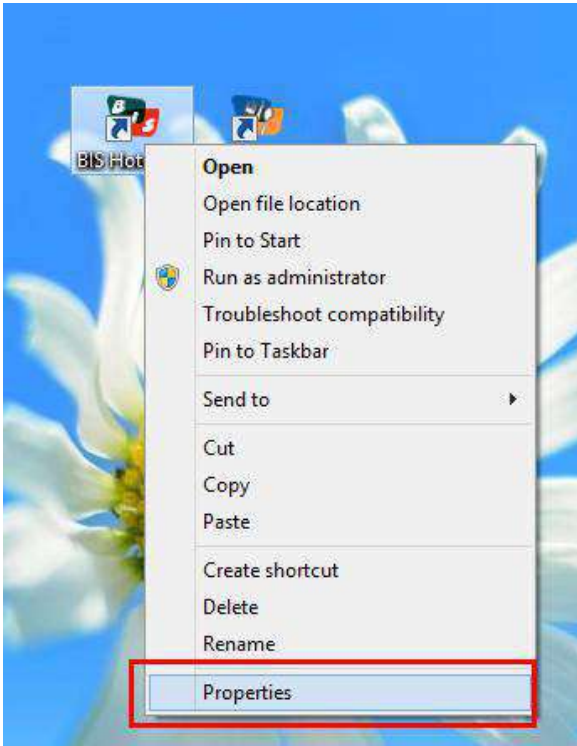 BIS
BIS Hot
Open
Open file location
Pin to Start
Run as administrator
Troubleshoot compatibility
Pin to Taskbar
Send to
Cut
Copy
Paste
Create shortcut
Delete
Rename
Properties